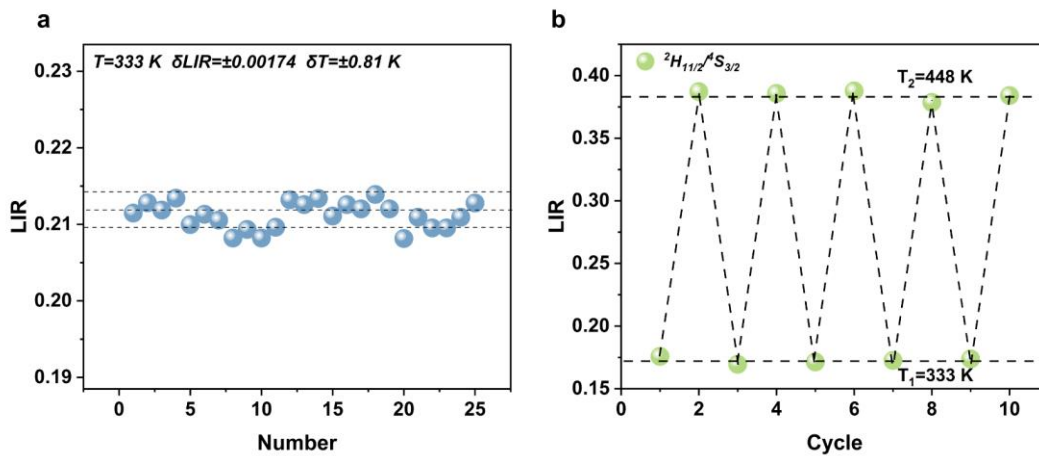 a
T=333 K δLIR=±0.00174 δT=±0.81 K
0.23
0.22
0.21
0.20
0.19
LIR
0 5 10 15 20 25
Number
b
²H₁₁/₂/⁴S₃/₂
T₂=448 K
0.40
0.35
0.30
0.25
0.20
0.15
LIR
T₁=333 K
0 2 4 6 8 10
Cycle